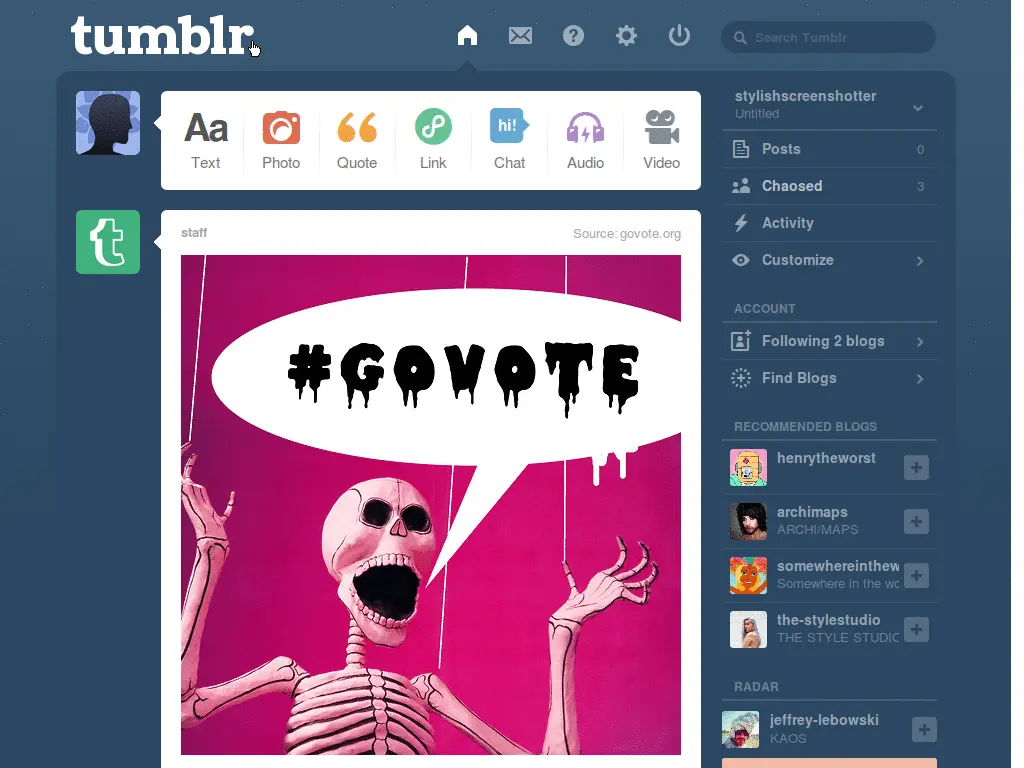 tumblr.
Search Tumblr
Aa
Text
Photo
Quote
Link
hi!
Chat
Audio
Video
staff
Source: govote.org
#GOVOTE
stylishscreenshotter
Untitled
Posts 0
Chaosed 3
Activity
Customize
ACCOUNT
Following 2 blogs
Find Blogs
RECOMMENDED BLOGS
henrytheworst
archimaps
ARCHI/MAPS
somewhereinthew
Somewhere in the wo
the-stylestudio
THE STYLE STUDIO
RADAR
jeffrey-lebowski
KAOS